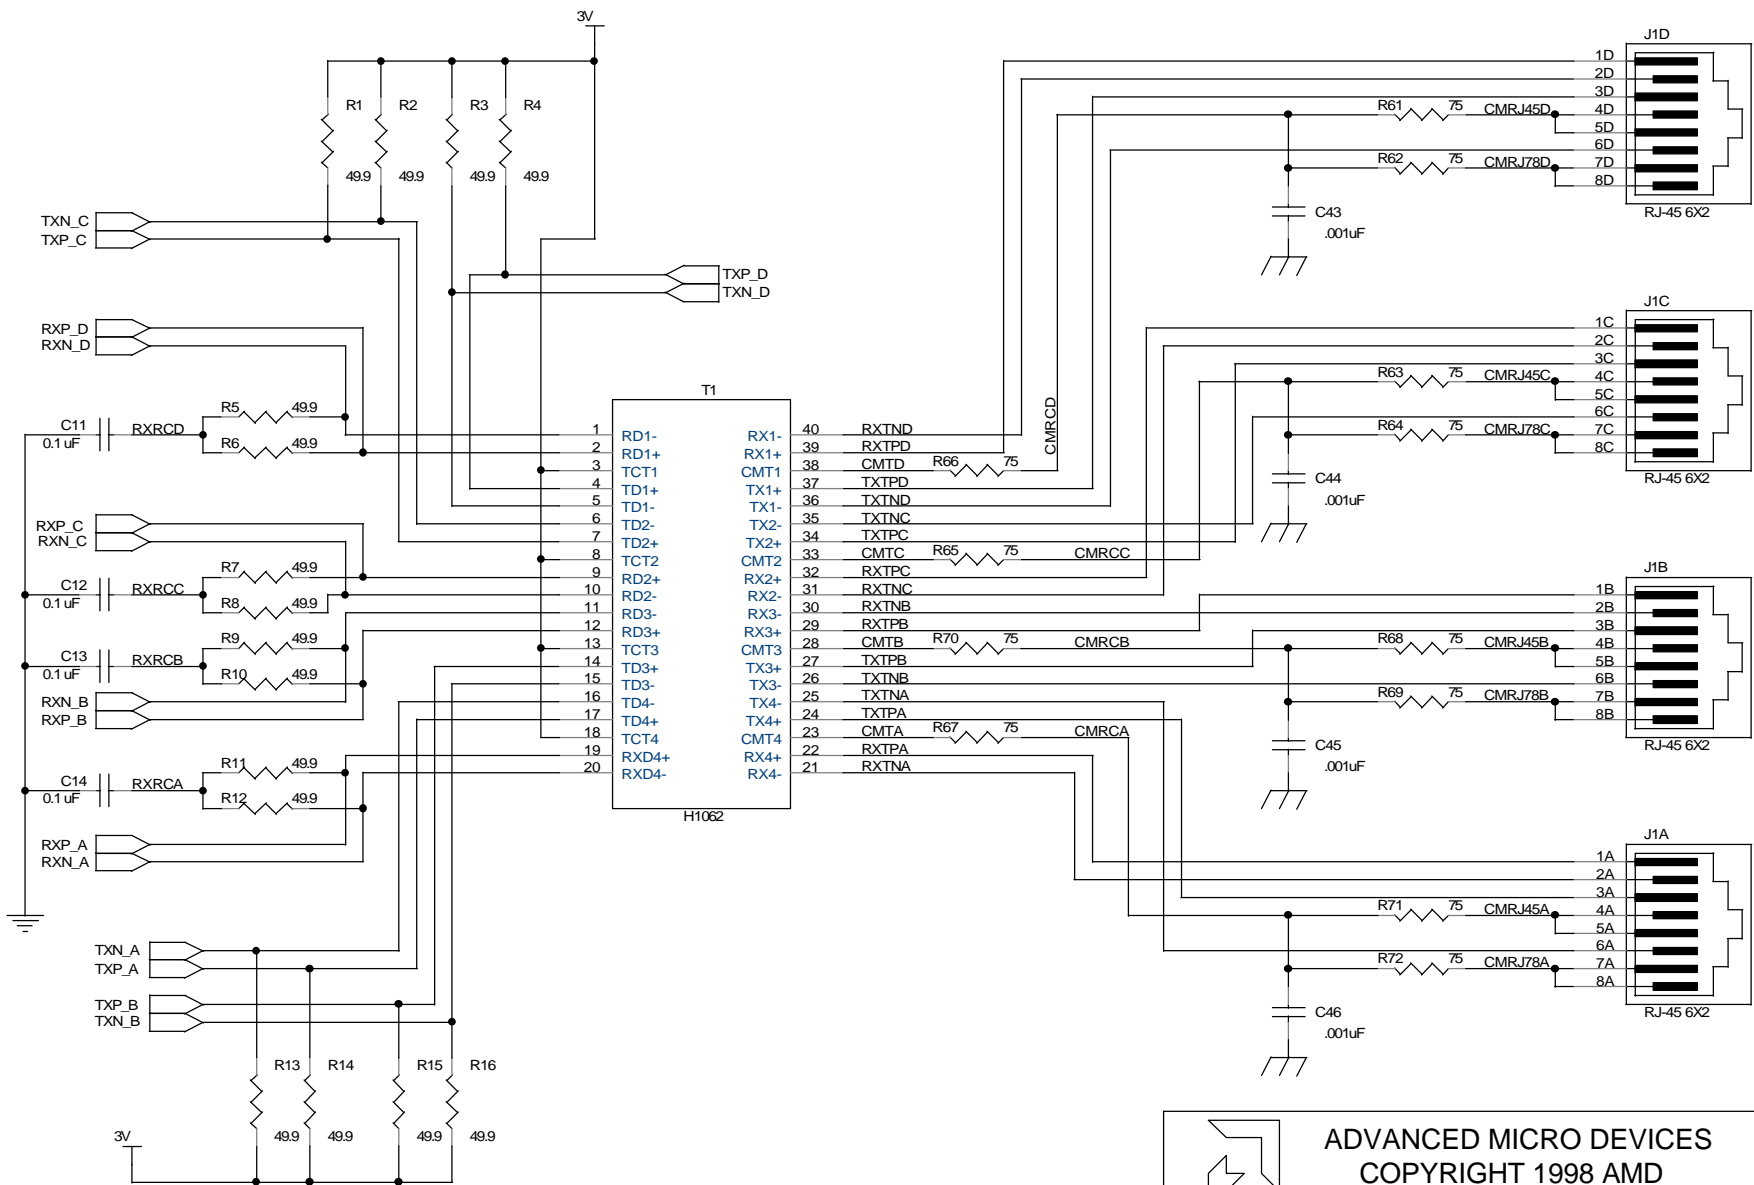 3V
R1
R2
R3
R4
49.9
49.9
49.9
49.9
TXN_C
TXP_C
TXP_D
TXN_D
RXP_D
RXN_D
C11
0.1 uF
RXRCD
R5
49.9
R6
49.9
RXP_C
RXN_C
C12
0.1 uF
RXRCC
R7
49.9
R8
49.9
C13
0.1 uF
RXRCB
R9
49.9
R10
49.9
RXN_B
RXP_B
C14
0.1 uF
RXRCA
R11
49.9
R12
49.9
RXP_A
RXN_A
TXN_A
TXP_A
TXP_B
TXN_B
R13
R14
R15
R16
49.9
49.9
49.9
49.9
3V
T1
1 RD1- RX1- 40 RXTND
2 RD1+ RX1+ 39 RXTPD
3 TCT1 CMT1 38 CMTD R66 75
4 TD1+ TX1+ 37 TXTPD
5 TD1- TX1- 36 TXTND
6 TD2- TX2- 35 TXTNC
7 TD2+ TX2+ 34 TXTPC
8 TCT2 CMT2 33 CMTC R65 75 CMRCC
9 RD2+ RX2+ 32 RXTPC
10 RD2- RX2- 31 RXTNC
11 RD3- RX3- 30 RXTNB
12 RD3+ RX3+ 29 RXTPB
13 TCT3 CMT3 28 CMTB R70 75 CMRCB
14 TD3+ TX3+ 27 TXTPB
15 TD3- TX3- 26 TXTNB
16 TD4- TX4- 25 TXTNA
17 TD4+ TX4+ 24 TXTPA
18 TCT4 CMT4 23 CMTA R67 75 CMRCA
19 RXD4+ RX4+ 22 RXTPA
20 RXD4- RX4- 21 RXTNA
H1062
CMRCD
J1D
1D
2D
3D
R61 75 CMRJ45D 4D
5D
6D
R62 75 CMRJ78D 7D
8D
RJ-45 6X2
C43
.001uF
J1C
1C
2C
3C
R63 75 CMRJ45C 4C
5C
6C
R64 75 CMRJ78C 7C
8C
RJ-45 6X2
C44
.001uF
J1B
1B
2B
3B
R68 75 CMRJ45B 4B
5B
6B
R69 75 CMRJ78B 7B
8B
RJ-45 6X2
C45
.001uF
J1A
1A
2A
3A
R71 75 CMRJ45A 4A
5A
6A
R72 75 CMRJ78A 7A
8A
RJ-45 6X2
C46
.001uF
ADVANCED MICRO DEVICES
COPYRIGHT 1998 AMD